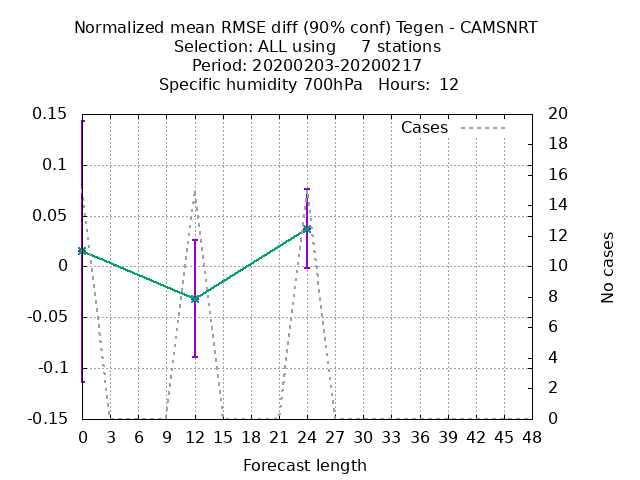 Normalized mean RMSE diff (90% conf) Tegen - CAMSNRT
Selection: ALL using     7 stations
Period: 20200203-20200217
Specific humidity 700hPa   Hours:  12
Cases
0.15
0.1
0.05
0
-0.05
-0.1
-0.15
20
18
16
14
12
10
8
6
4
2
0
No cases
0 3 6 9 12 15 18 21 24 27 30 33 36 39 42 45 48
Forecast length